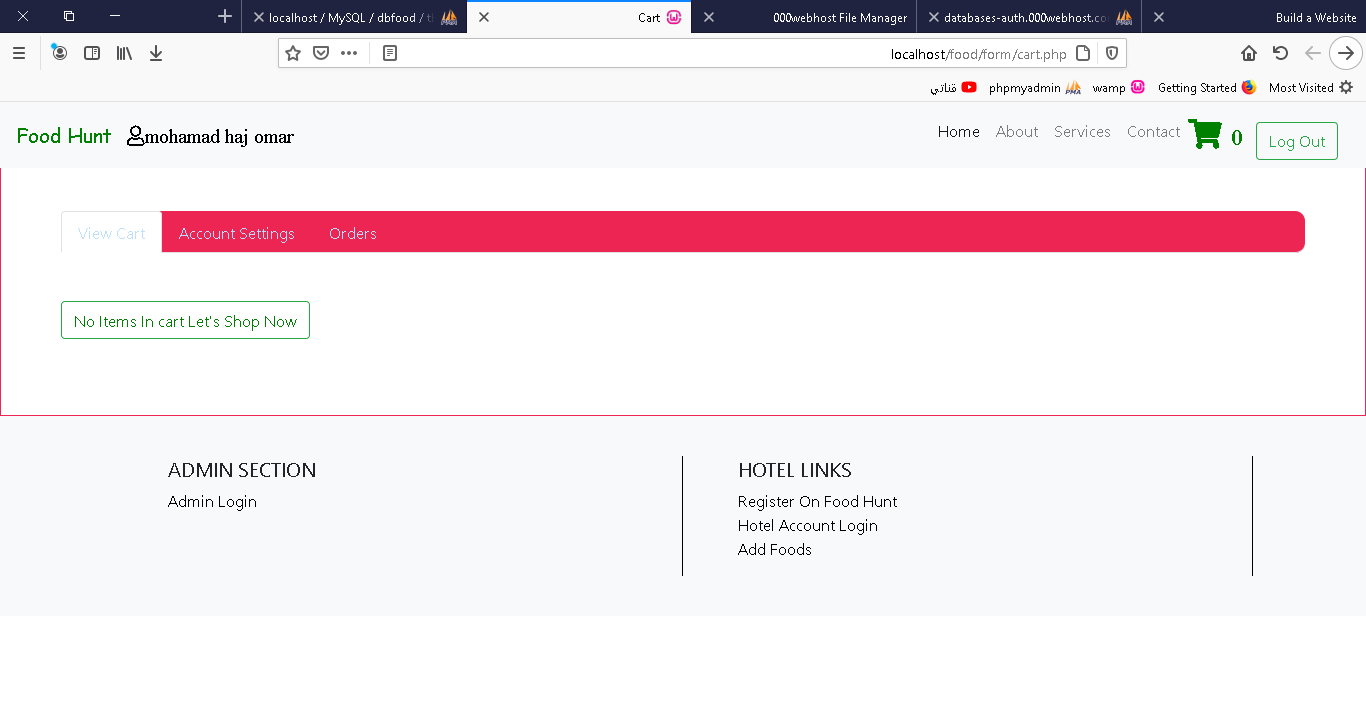 localhost / MySQL / dbfood /
Cart
000webhost File Manager
databases-auth.000webhost.co
Build a Website
localhost/food/form/cart.php
قناتي
phpmyadmin
wamp
Getting Started
Most Visited
Food Hunt
mohamad haj omar
Home
About
Services
Contact
0
Log Out
View Cart
Account Settings
Orders
No Items In cart Let's Shop Now
ADMIN SECTION
Admin Login
HOTEL LINKS
Register On Food Hunt
Hotel Account Login
Add Foods